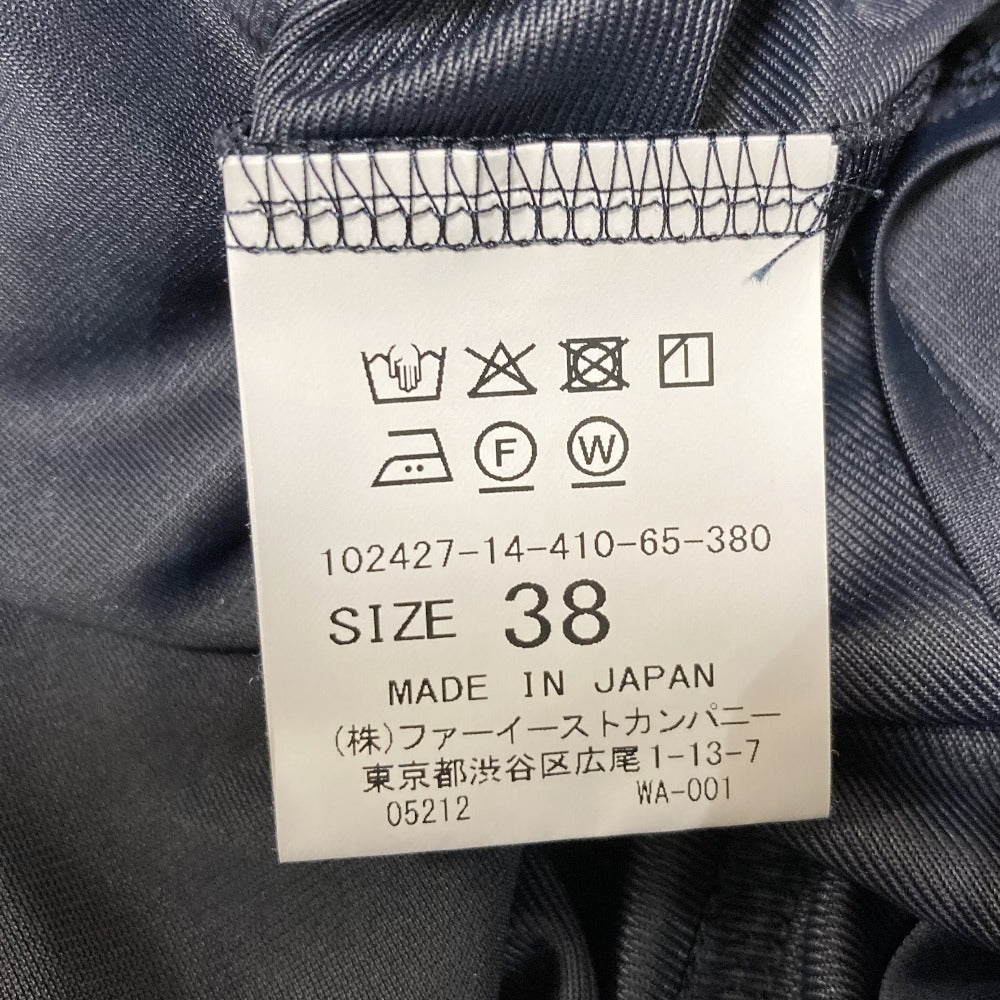 F W
102427-14-410-65-380
SIZE 38
MADE IN JAPAN
(株)ファーイーストカンパニー
東京都渋谷区広尾1-13-7
05212 WA-001